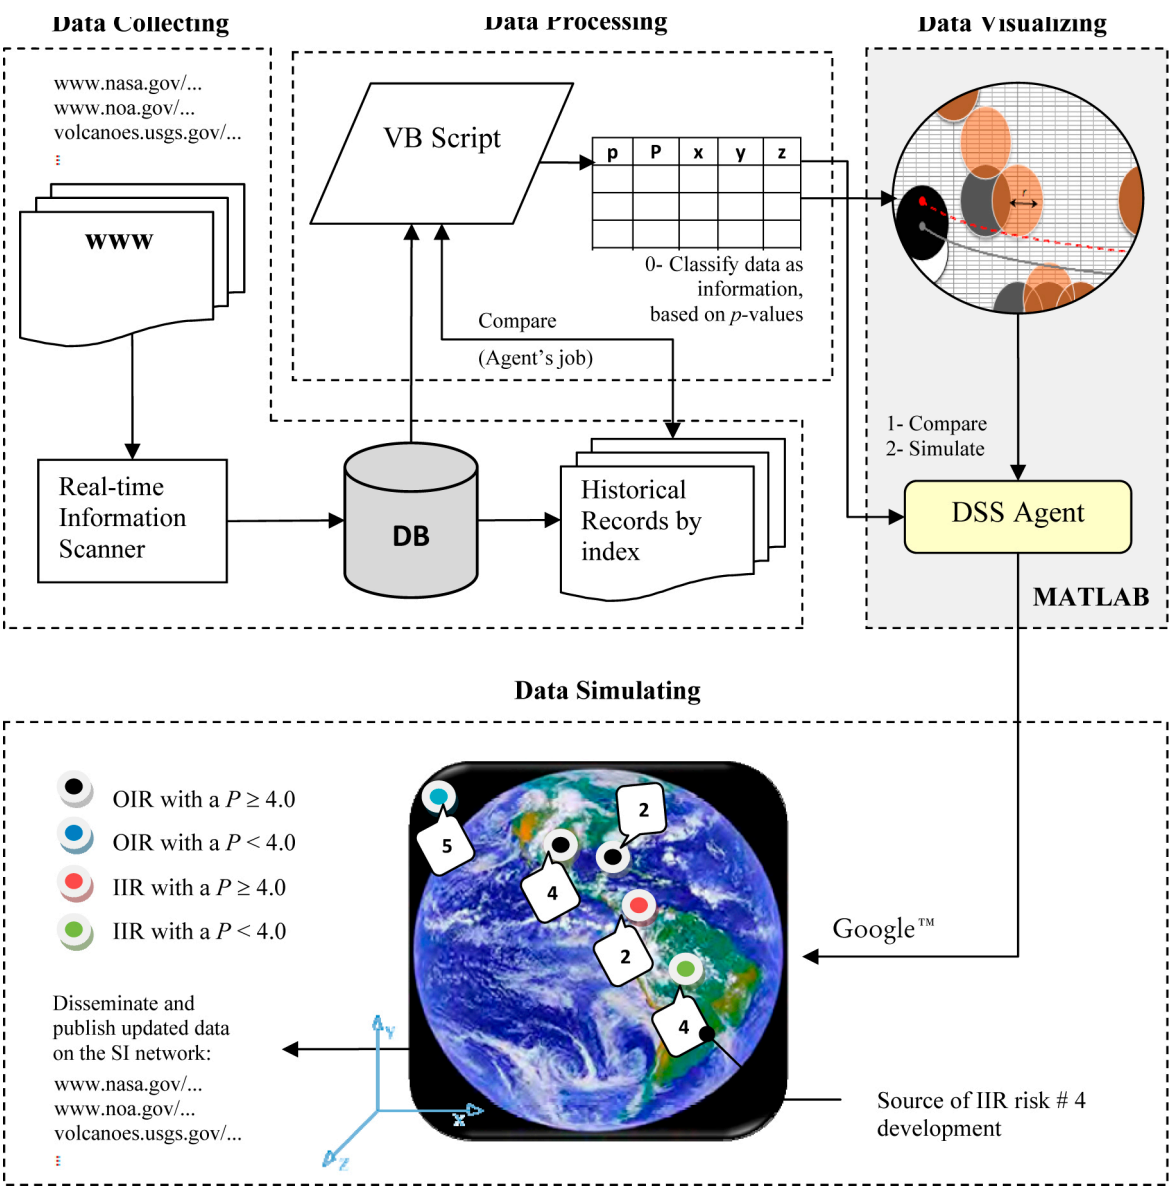 Data Collecting
Data Processing
Data Visualizing
www.nasa.gov/...
www.noa.gov/...
volcanoes.usgs.gov/...
WWW
VB Script
p P x y z
0- Classify data as
information,
based on p-values
Compare
(Agent's job)
r
1- Compare
2- Simulate
Real-time
Information
Scanner
DB
Historical
Records by
index
DSS Agent
MATLAB
Data Simulating
OIR with a P ≥ 4.0
OIR with a P < 4.0
IIR with a P ≥ 4.0
IIR with a P < 4.0
5
4
2
2
4
Google™
Disseminate and
publish updated data
on the SI network:
www.nasa.gov/...
www.noa.gov/...
volcanoes.usgs.gov/...
Y
X
Z
Source of IIR risk # 4
development